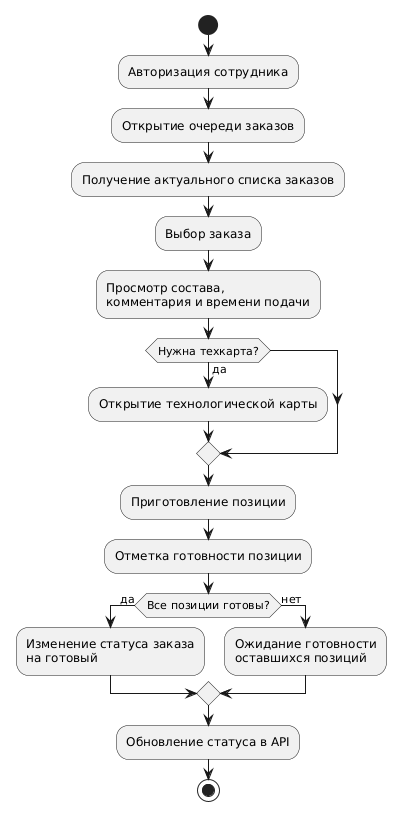 Авторизация сотрудника
Открытие очереди заказов
Получение актуального списка заказов
Выбор заказа
Просмотр состава,
комментария и времени подачи
Нужна техкарта?
да
Открытие технологической карты
Приготовление позиции
Отметка готовности позиции
да
Все позиции готовы?
нет
Изменение статуса заказа
на готовый
Ожидание готовности
оставшихся позиций
Обновление статуса в API